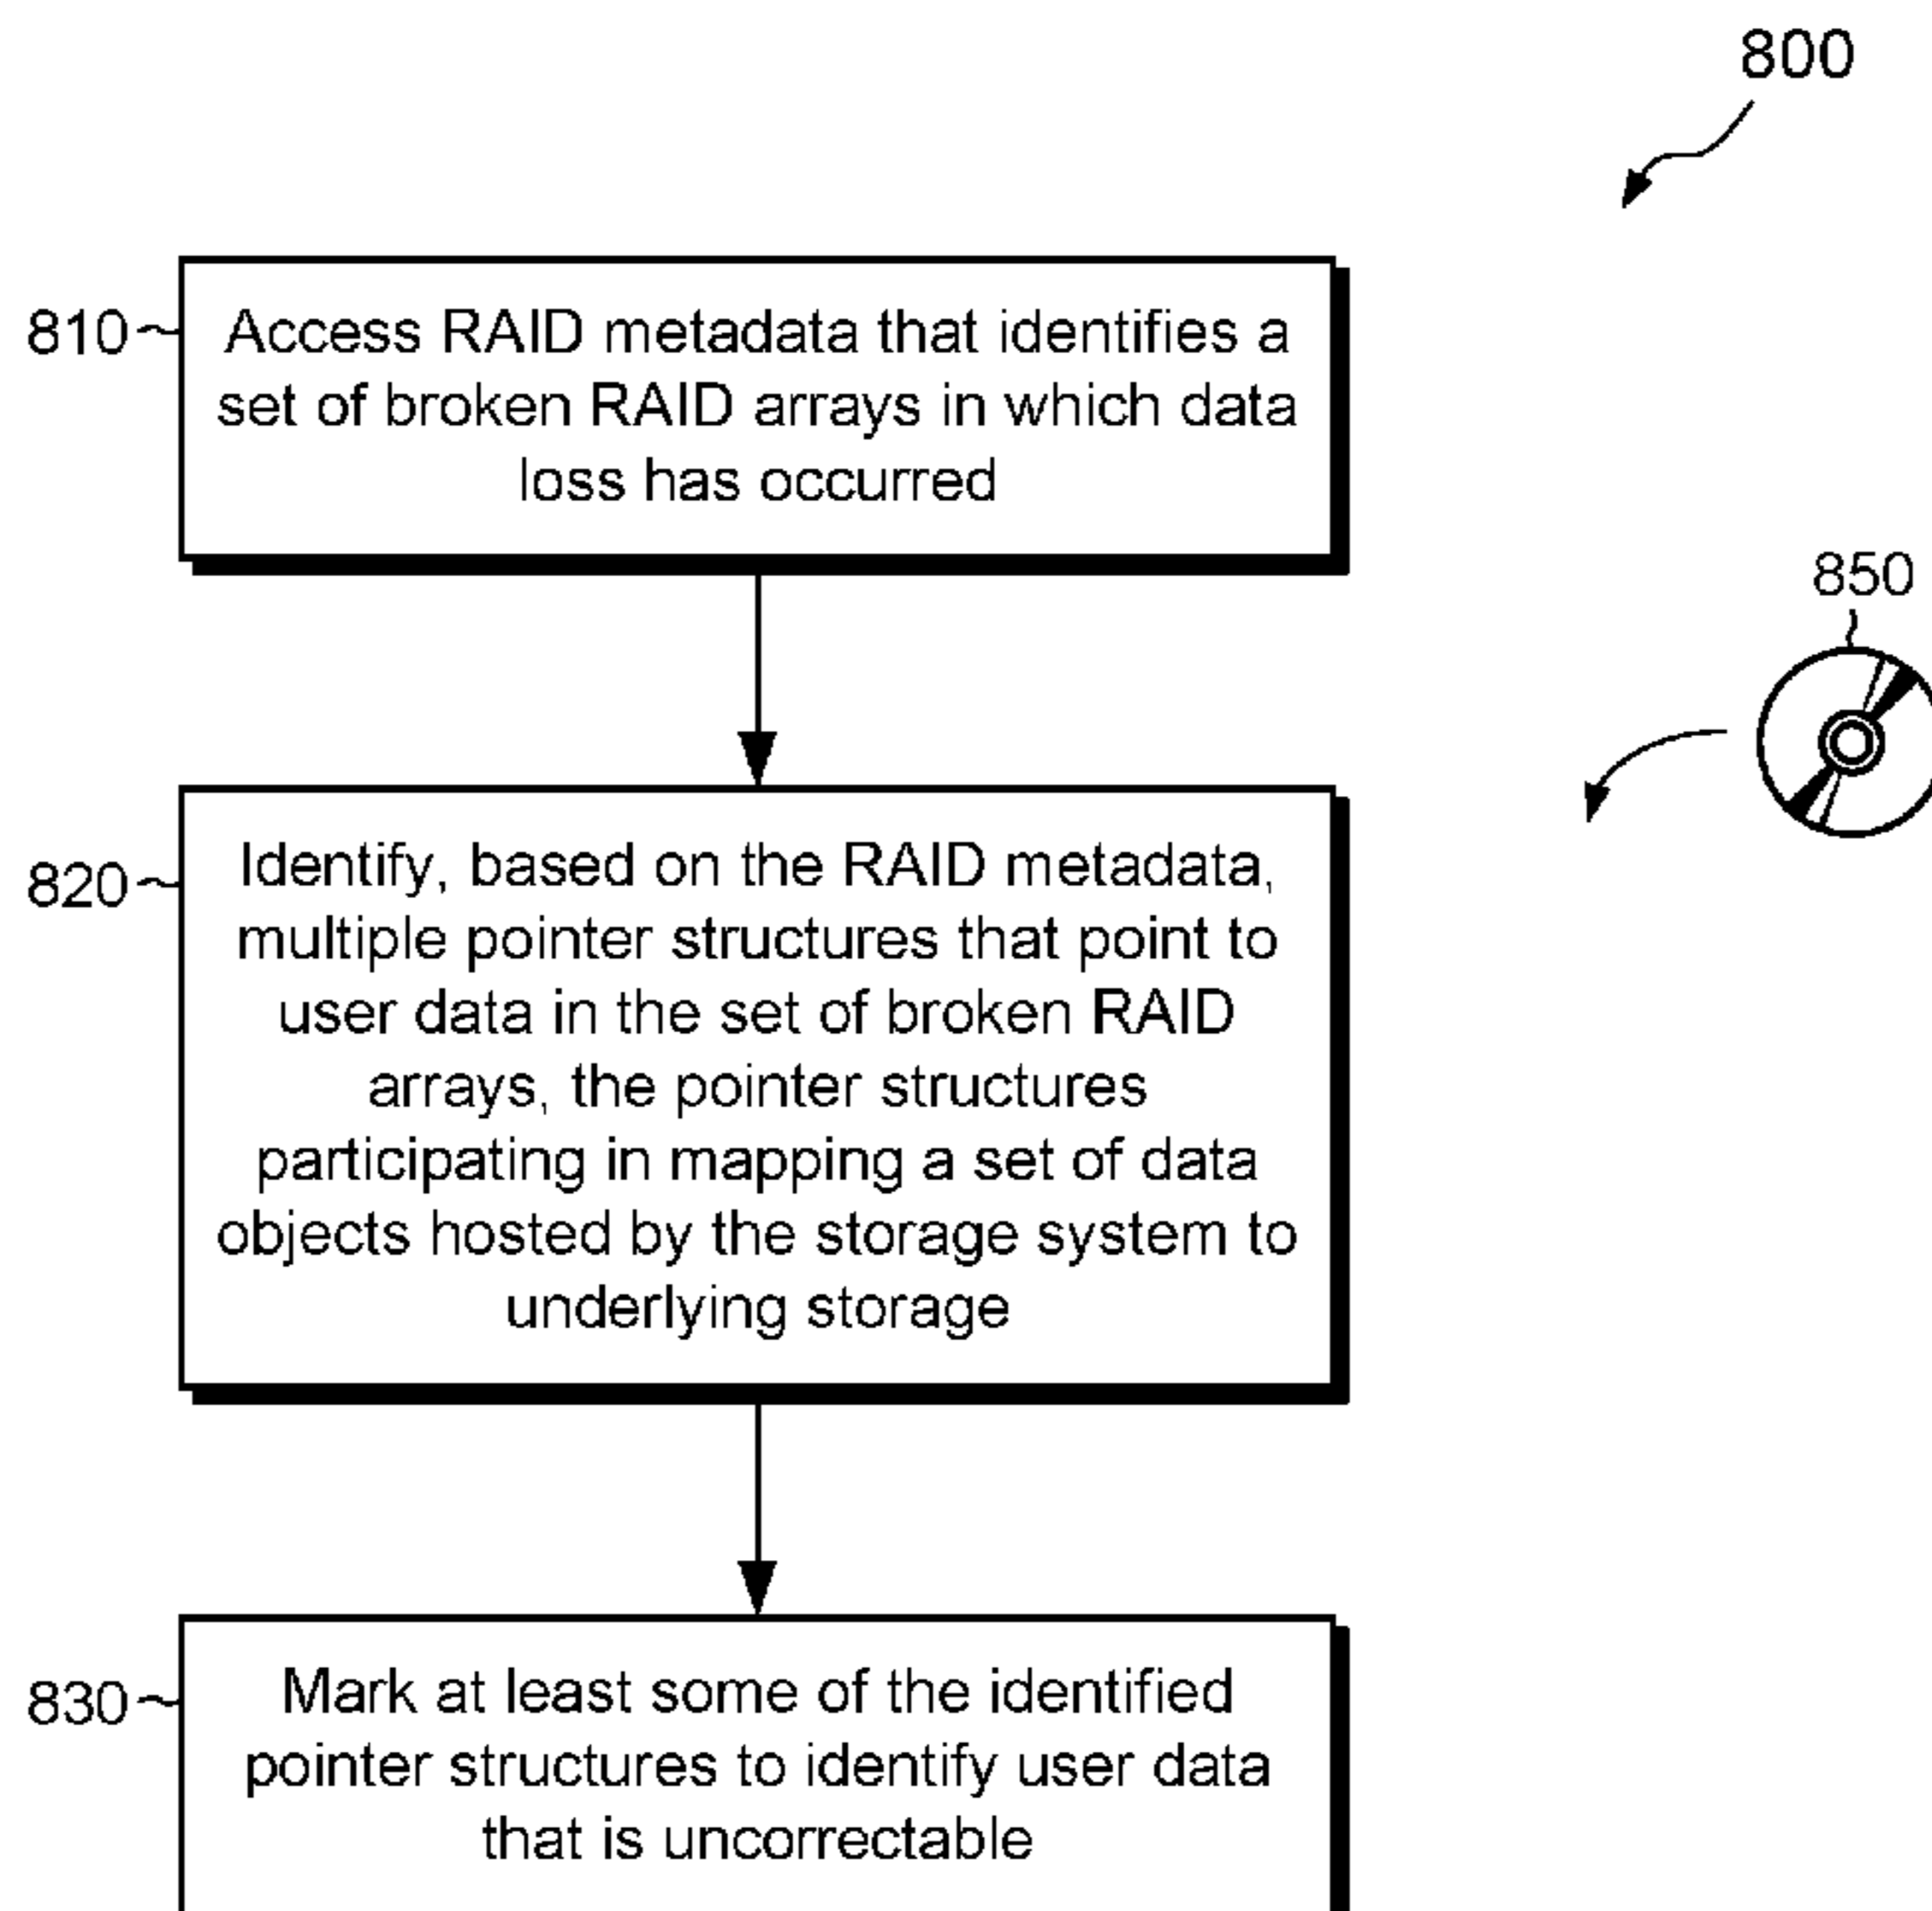 800
810
Access RAID metadata that identifies a
set of broken RAID arrays in which data
loss has occurred
850
820
Identify, based on the RAID metadata,
multiple pointer structures that point to
user data in the set of broken RAID
arrays, the pointer structures
participating in mapping a set of data
objects hosted by the storage system to
underlying storage
830
Mark at least some of the identified
pointer structures to identify user data
that is uncorrectable